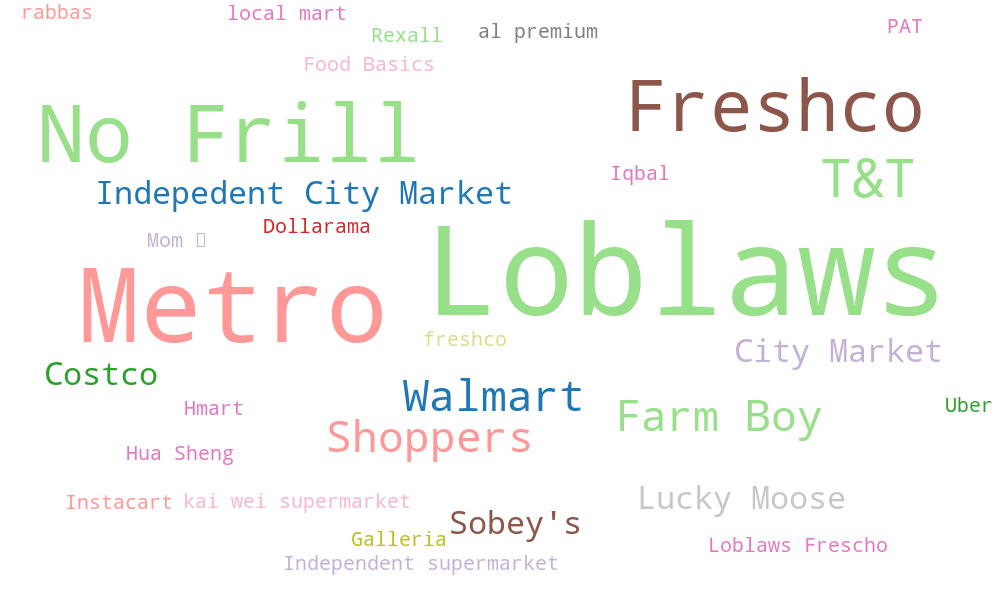 rabbas
local mart
Rexall
al premium
PAT
Food Basics
No Frill
Freshco
Iqbal
T&T
Indepedent City Market
Dollarama
Mom
Loblaws
Metro
freshco
City Market
Costco
Walmart
Hmart
Farm Boy
Uber
Shoppers
Hua Sheng
Instacart
kai wei supermarket
Lucky Moose
Sobey's
Galleria
Loblaws Frescho
Independent supermarket